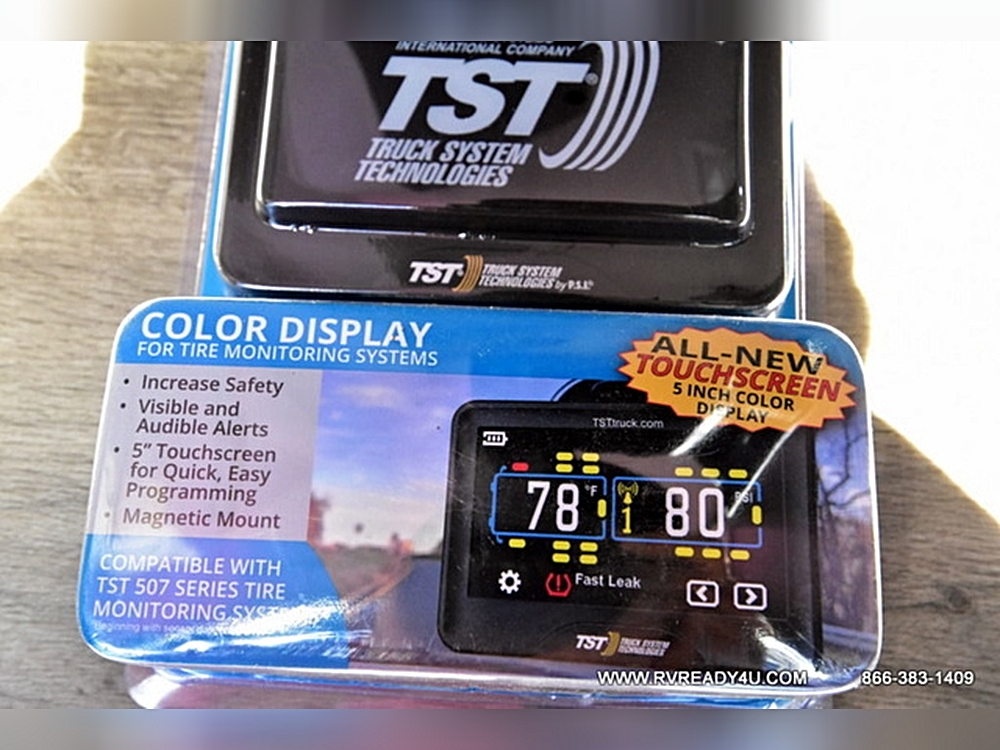 INTERNATIONAL COMPANY
TST®
TRUCK SYSTEM
TECHNOLOGIES
TST TRUCK SYSTEM
TECHNOLOGIES by P.S.I.®
COLOR DISPLAY
FOR TIRE MONITORING SYSTEMS
• Increase Safety
• Visible and
Audible Alerts
• 5” Touchscreen
for Quick, Easy
Programming
• Magnetic Mount
COMPATIBLE WITH
TST 507 SERIES TIRE
MONITORING
Beginning with
ALL-NEW
TOUCHSCREEN
5 INCH COLOR
DISPLAY
TSTtruck.com
78 °F 1 80 PSI
Fast Leak
TST TRUCK SYSTEM
TECHNOLOGIES
WWW.RVREADY4U.COM 866-383-1409